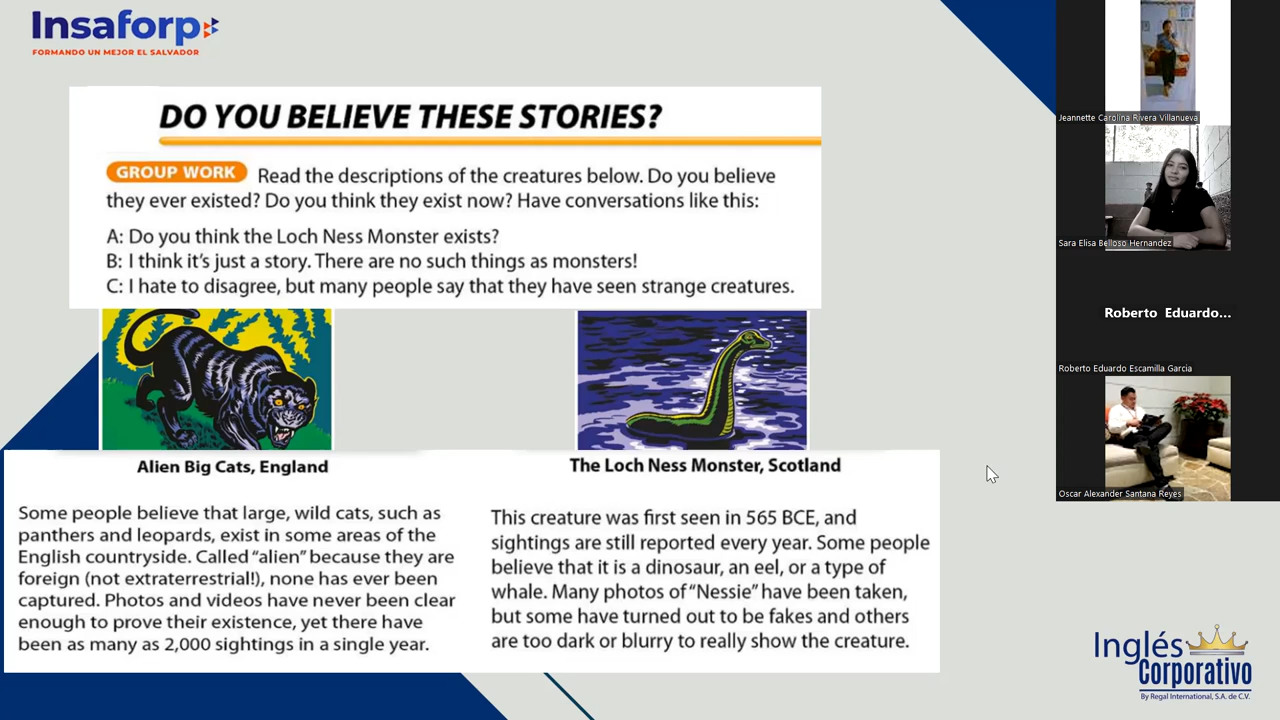 Insaforp
FORMANDO UN MEJOR EL SALVADOR
DO YOU BELIEVE THESE STORIES?
GROUP WORK Read the descriptions of the creatures below. Do you believe
they ever existed? Do you think they exist now? Have conversations like this:
A: Do you think the Loch Ness Monster exists?
B: I think it's just a story. There are no such things as monsters!
C: I hate to disagree, but many people say that they have seen strange creatures.
Alien Big Cats, England
Some people believe that large, wild cats, such as
panthers and leopards, exist in some areas of the
English countryside. Called "alien" because they are
foreign (not extraterrestrial!), none has ever been
captured. Photos and videos have never been clear
enough to prove their existence, yet there have
been as many as 2,000 sightings in a single year.
The Loch Ness Monster, Scotland
This creature was first seen in 565 BCE, and
sightings are still reported every year. Some people
believe that it is a dinosaur, an eel, or a type of
whale. Many photos of "Nessie" have been taken,
but some have turned out to be fakes and others
are too dark or blurry to really show the creature.
Jeannette Carolina Rivera Villanueva
Sara Elisa Belloso Hernandez
Roberto Eduardo...
Roberto Eduardo Escamilla Garcia
Oscar Alexander Santana Reyes
Inglés
Corporativo
By Regal International, S.A. de C.V.